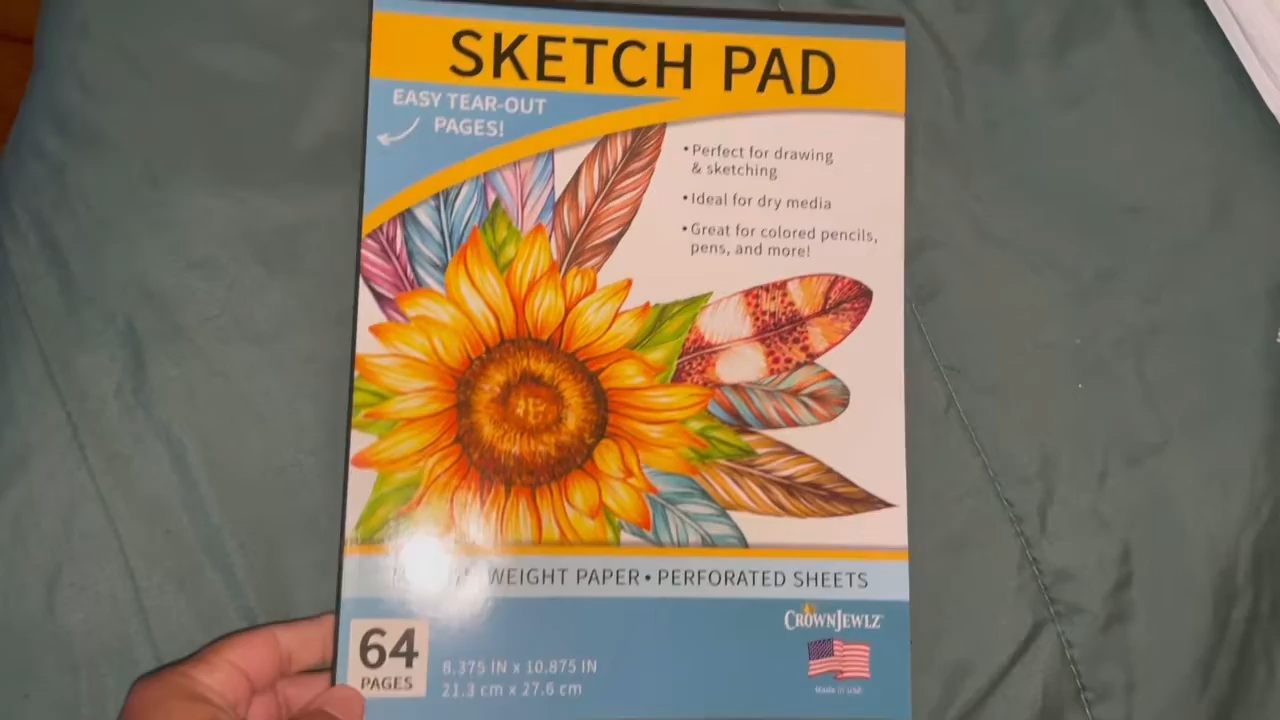 SKETCH PAD
EASY TEAR-OUT
PAGES!
• Perfect for drawing
& sketching
• Ideal for dry media
• Great for colored pencils,
pens, and more!
WEIGHT PAPER • PERFORATED SHEETS
CROWNJEWLZ
64
PAGES
8.375 IN x 10.875 IN
21.3 cm x 27.6 cm
Made in USA